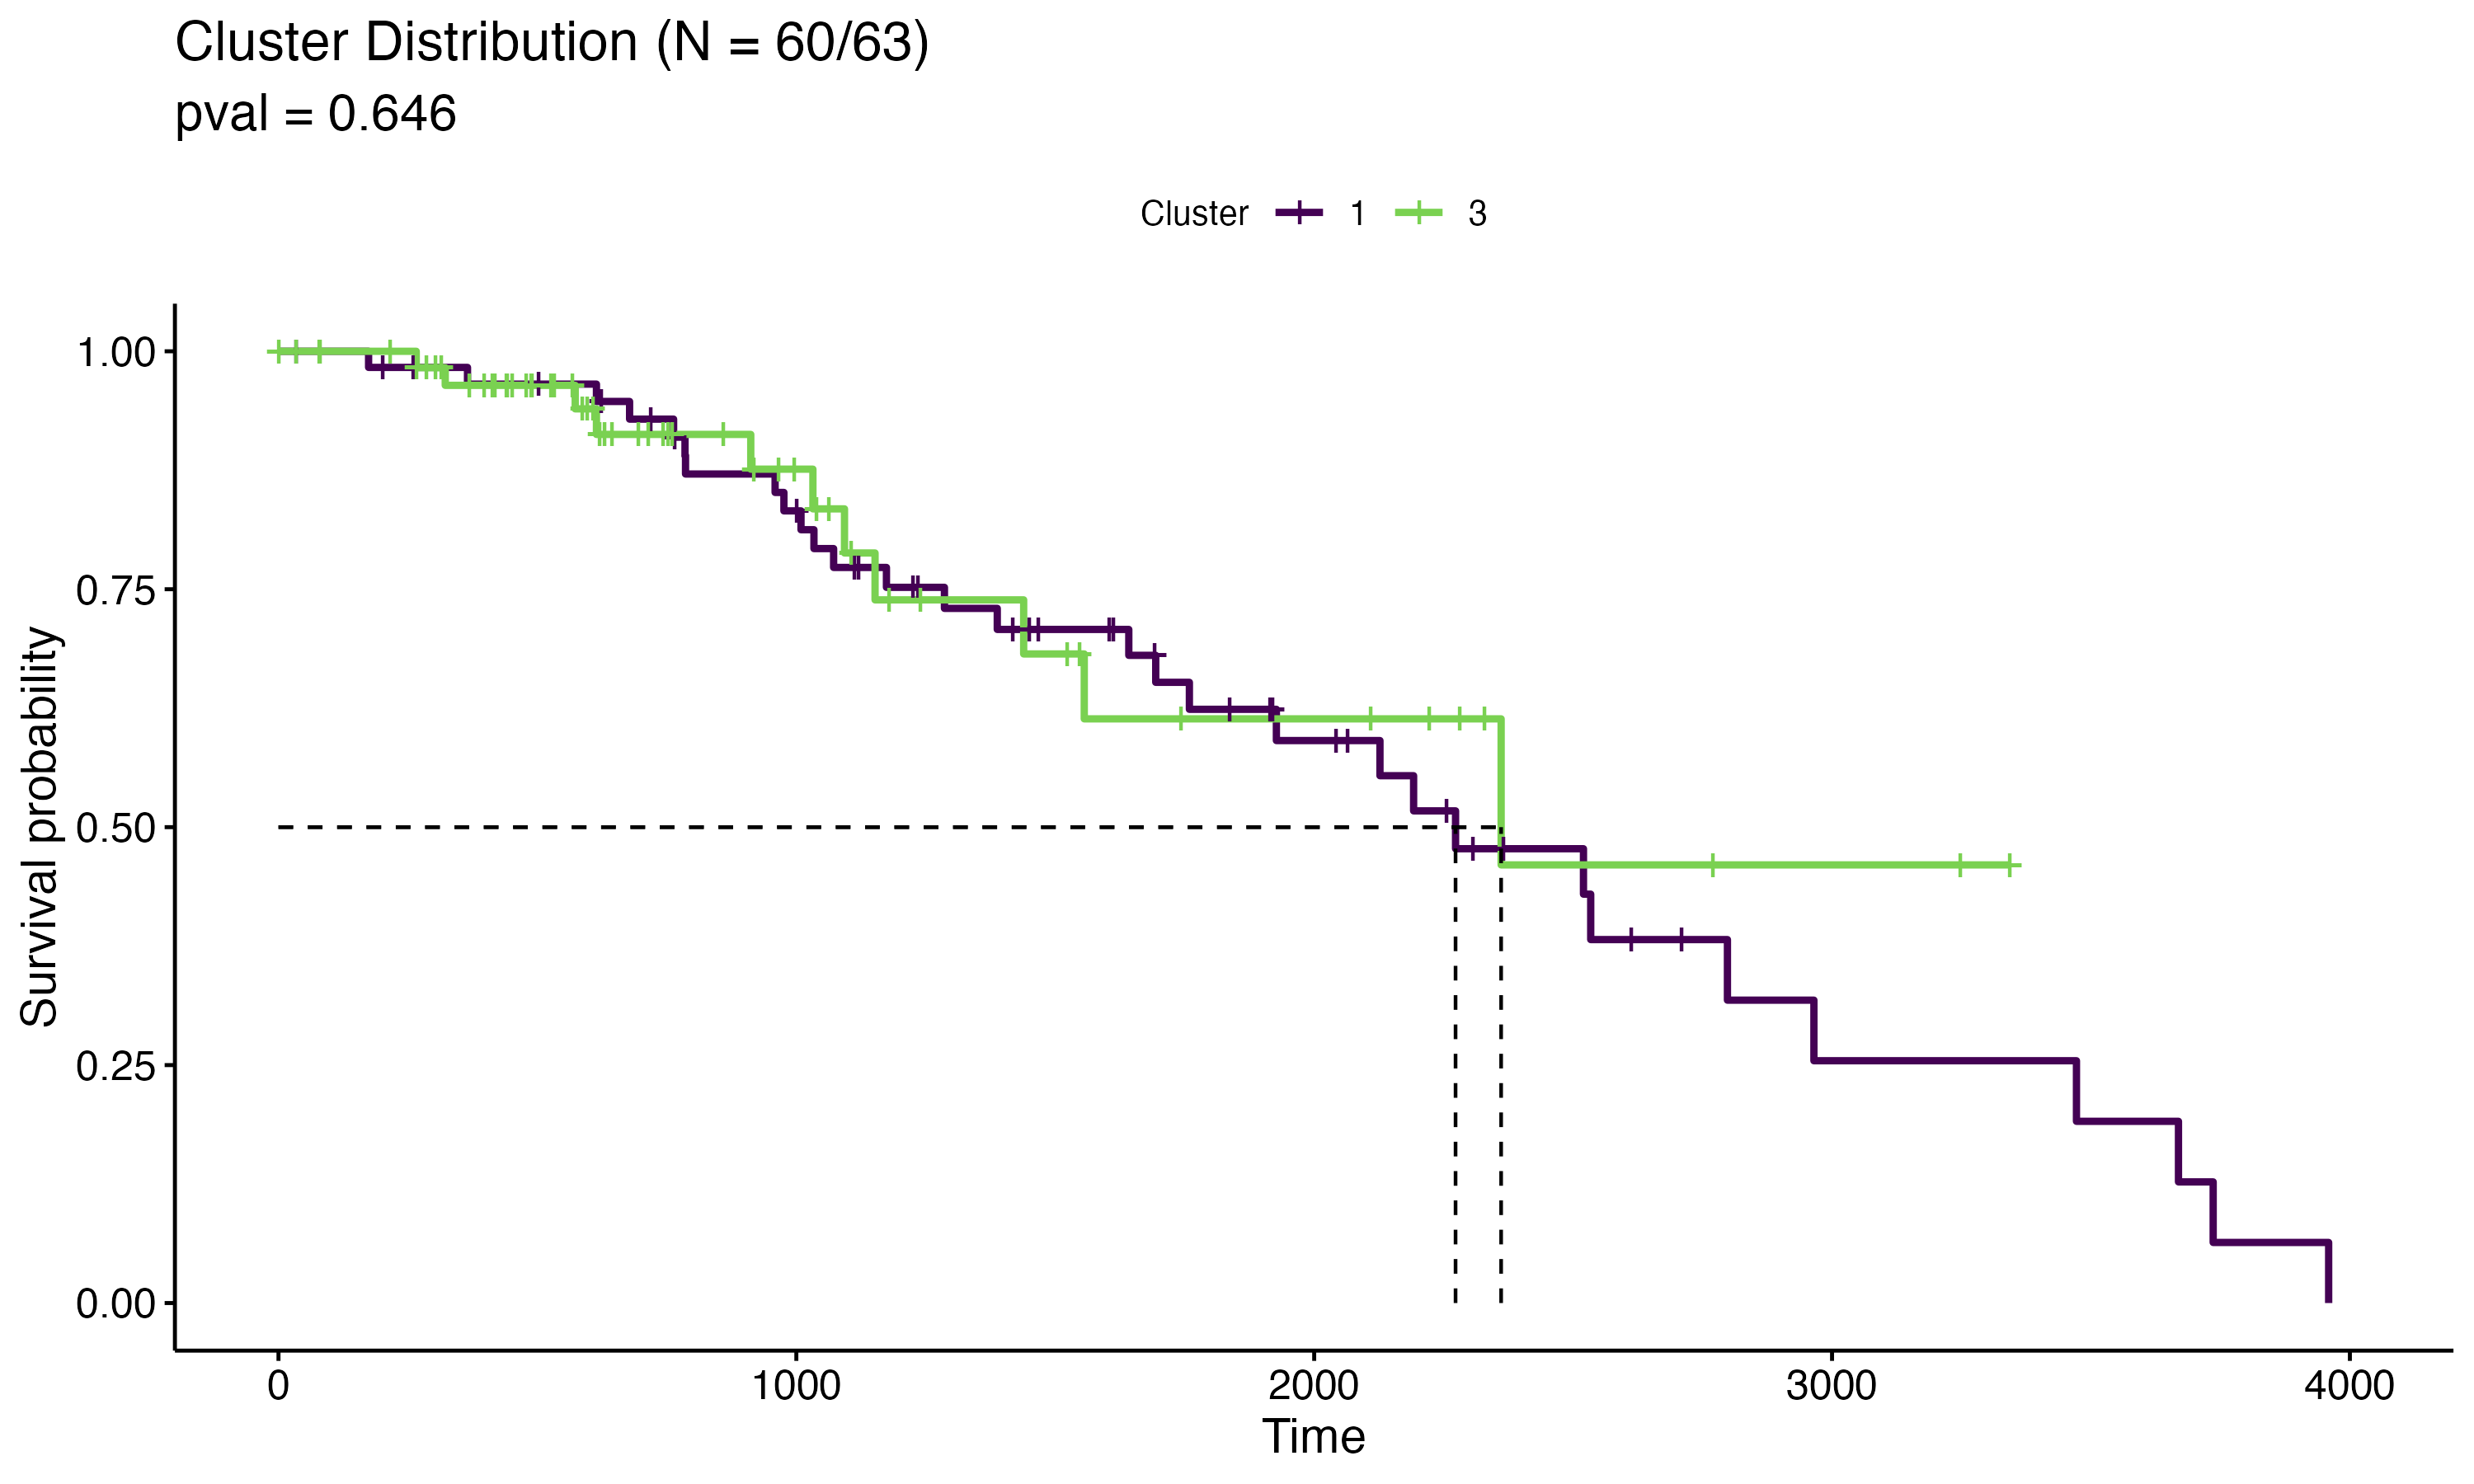 Cluster Distribution (N = 60/63)
pval = 0.646
Cluster 1 3
1.00
0.75
0.50
0.25
0.00
Survival probability
0 1000 2000 3000 4000
Time